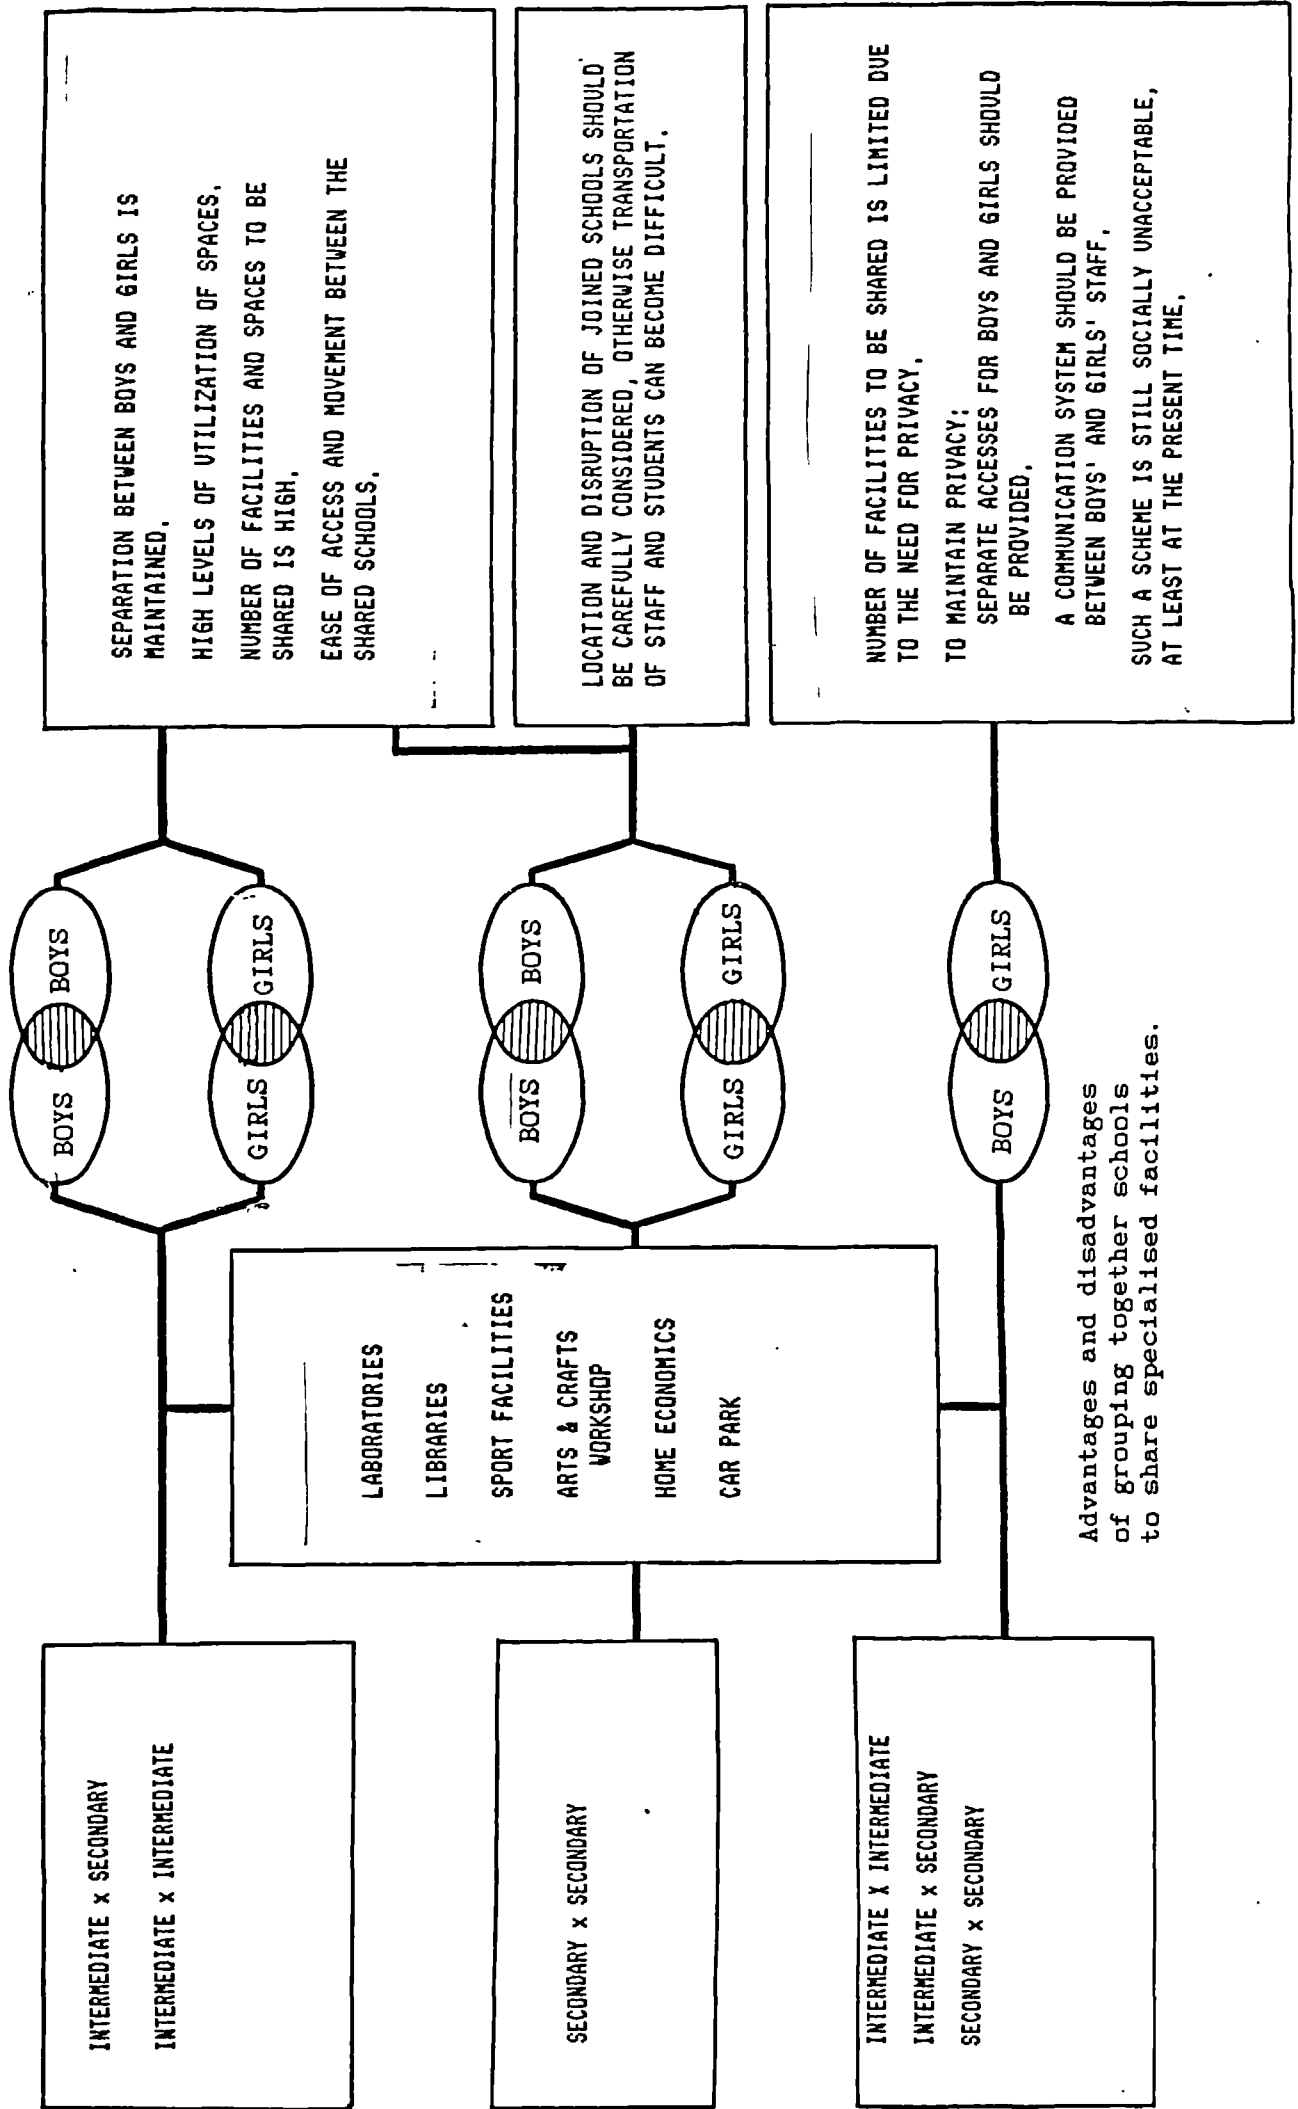 INTERMEDIATE x SECONDARY
INTERMEDIATE x INTERMEDIATE
SECONDARY x SECONDARY
INTERMEDIATE X INTERMEDIATE
INTERMEDIATE x SECONDARY
SECONDARY x SECONDARY
LABORATORIES
LIBRARIES
SPORT FACILITIES
ARTS & CRAFTS
WORKSHOP
HOME ECONOMICS
CAR PARK
BOYS
BOYS
GIRLS
GIRLS
BOYS
BOYS
GIRLS
GIRLS
BOYS
GIRLS
SEPARATION BETWEEN BOYS AND GIRLS IS
MAINTAINED.
HIGH LEVELS OF UTILIZATION OF SPACES.
NUMBER OF FACILITIES AND SPACES TO BE
SHARED IS HIGH.
EASE OF ACCESS AND MOVEMENT BETWEEN THE
SHARED SCHOOLS.
LOCATION AND DISRUPTION OF JOINED SCHOOLS SHOULD
BE CAREFULLY CONSIDERED, OTHERWISE TRANSPORTATION
OF STAFF AND STUDENTS CAN BECOME DIFFICULT.
NUMBER OF FACILITIES TO BE SHARED IS LIMITED DUE
TO THE NEED FOR PRIVACY.
TO MAINTAIN PRIVACY:
SEPARATE ACCESSES FOR BOYS AND GIRLS SHOULD
BE PROVIDED.
A COMMUNICATION SYSTEM SHOULD BE PROVIDED
BETWEEN BOYS' AND GIRLS' STAFF.
SUCH A SCHEME IS STILL SOCIALLY UNACCEPTABLE,
AT LEAST AT THE PRESENT TIME.
Advantages and disadvantages
of grouping together schools
to share specialised facilities.